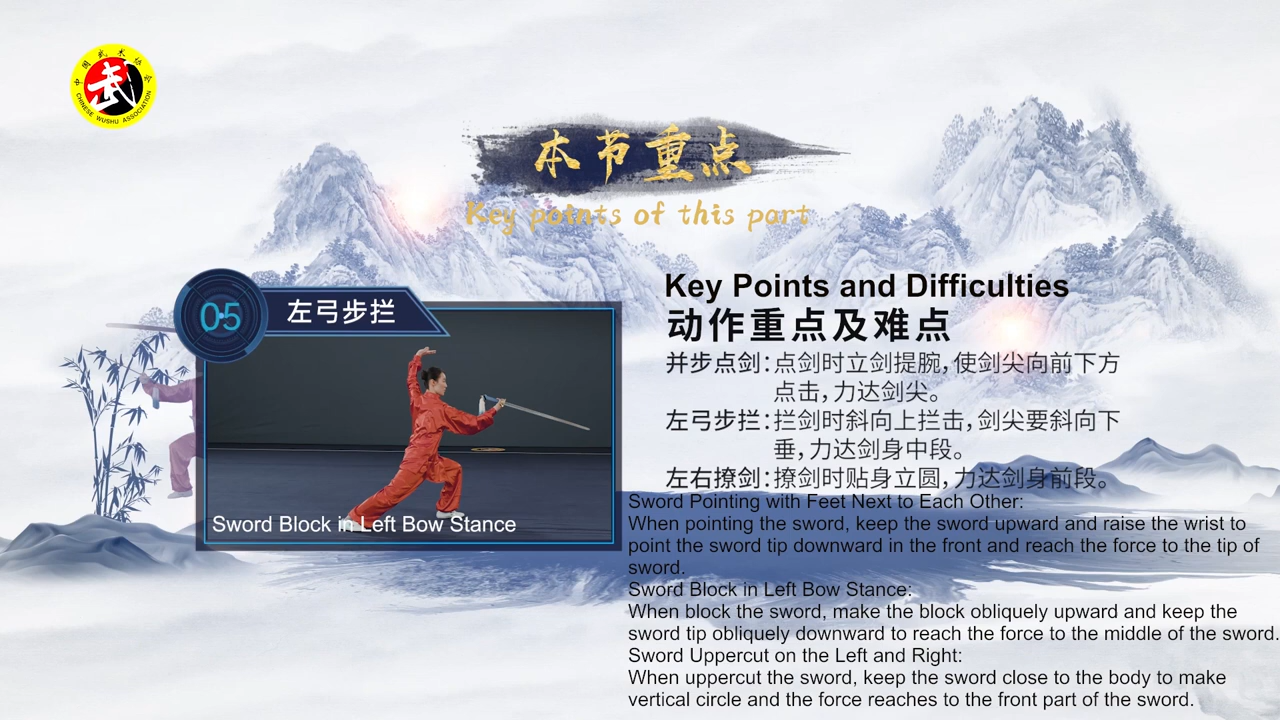 中国武术协会
武
CHINESE WUSHU ASSOCIATION
本节重点
Key points of this part
05
左弓步拦
Sword Block in Left Bow Stance
Key Points and Difficulties
动作重点及难点
并步点剑：点剑时立剑提腕，使剑尖向前下方
点击，力达剑尖。
左弓步拦：拦剑时斜向上拦击，剑尖要斜向下
垂，力达剑身中段。
左右撩剑：撩剑时贴身立圆，力达剑身前段。
Sword Pointing with Feet Next to Each Other:
When pointing the sword, keep the sword upward and raise the wrist to
point the sword tip downward in the front and reach the force to the tip of
sword.
Sword Block in Left Bow Stance:
When block the sword, make the block obliquely upward and keep the
sword tip obliquely downward to reach the force to the middle of the sword.
Sword Uppercut on the Left and Right:
When uppercut the sword, keep the sword close to the body to make
vertical circle and the force reaches to the front part of the sword.